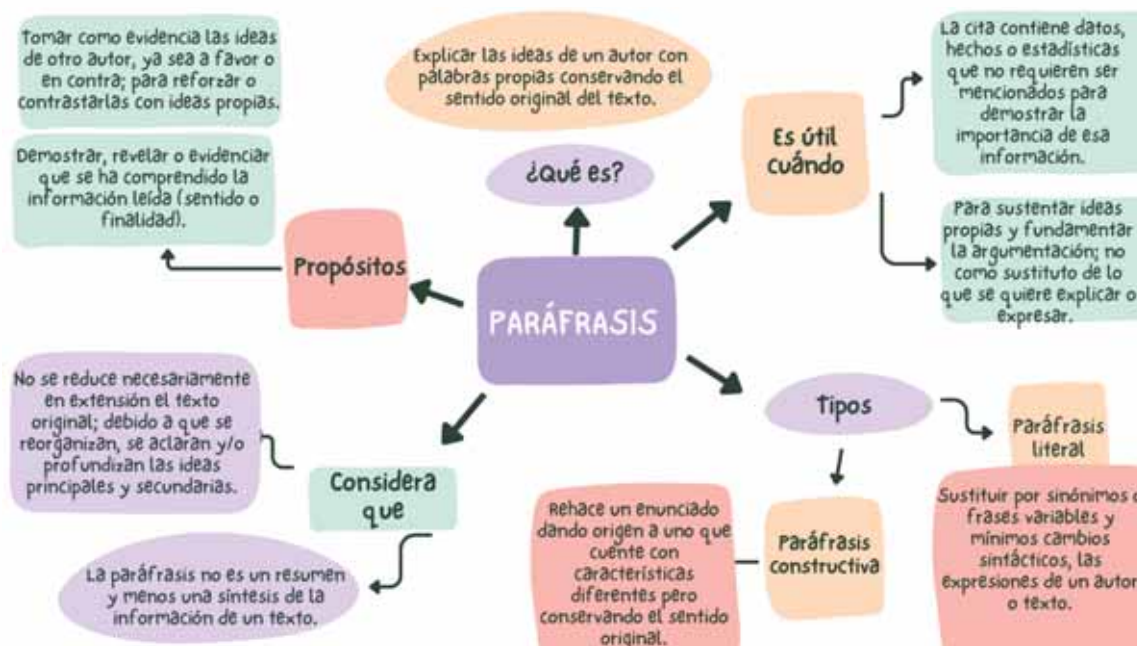 Tomar como evidencia las ideas
de otro autor, ya sea a favor o
en contra; para reforzar o
contrastarlas con ideas propias.
Demostrar, revelar o evidenciar
que se ha comprendido la
información leída (sentido o
finalidad).
Propósitos
Explicar las ideas de un autor con
palabras propias conservando el
sentido original del texto.
¿Qué es?
Es útil
cuándo
La cita contiene datos,
hechos o estadísticas
que no requieren ser
mencionados para
demostrar la
importancia de esa
información.
Para sustentar ideas
propias y fundamentar
la argumentación; no
como sustituto de lo
que se quiere explicar o
expresar.
PARÁFRASIS
No se reduce necesariamente
en extensión el texto
original; debido a que se
reorganizan, se aclaran y/o
profundizan las ideas
principales y secundarias.
Considera
que
La paráfrasis no es un resumen
y menos una síntesis de la
información de un texto.
Tipos
Paráfrasis
literal
Sustituir por sinónimos o
frases variables y
mínimos cambios
sintácticos, las
expresiones de un autor
o texto.
Paráfrasis
constructiva
Rehace un enunciado
dando origen a uno que
cuente con
características
diferentes pero
conservando el sentido
original.